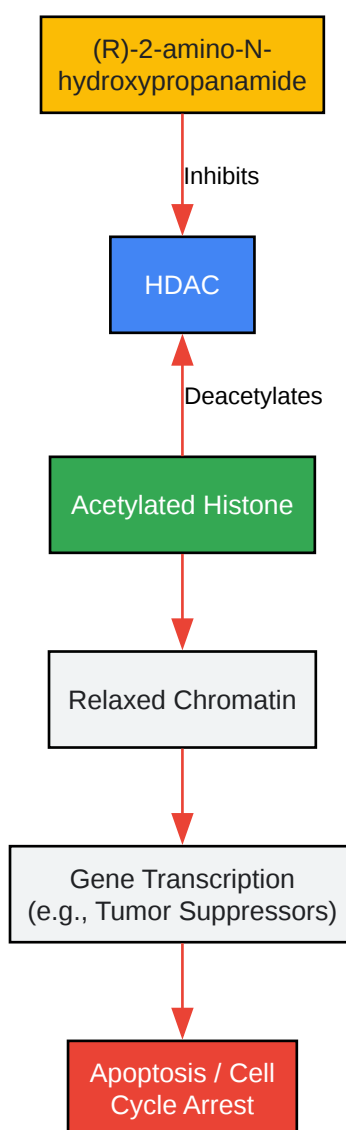 (R)-2-amino-N-
hydroxypropanamide
Inhibits
HDAC
Deacetylates
Acetylated Histone
Relaxed Chromatin
Gene Transcription
(e.g., Tumor Suppressors)
Apoptosis / Cell
Cycle Arrest